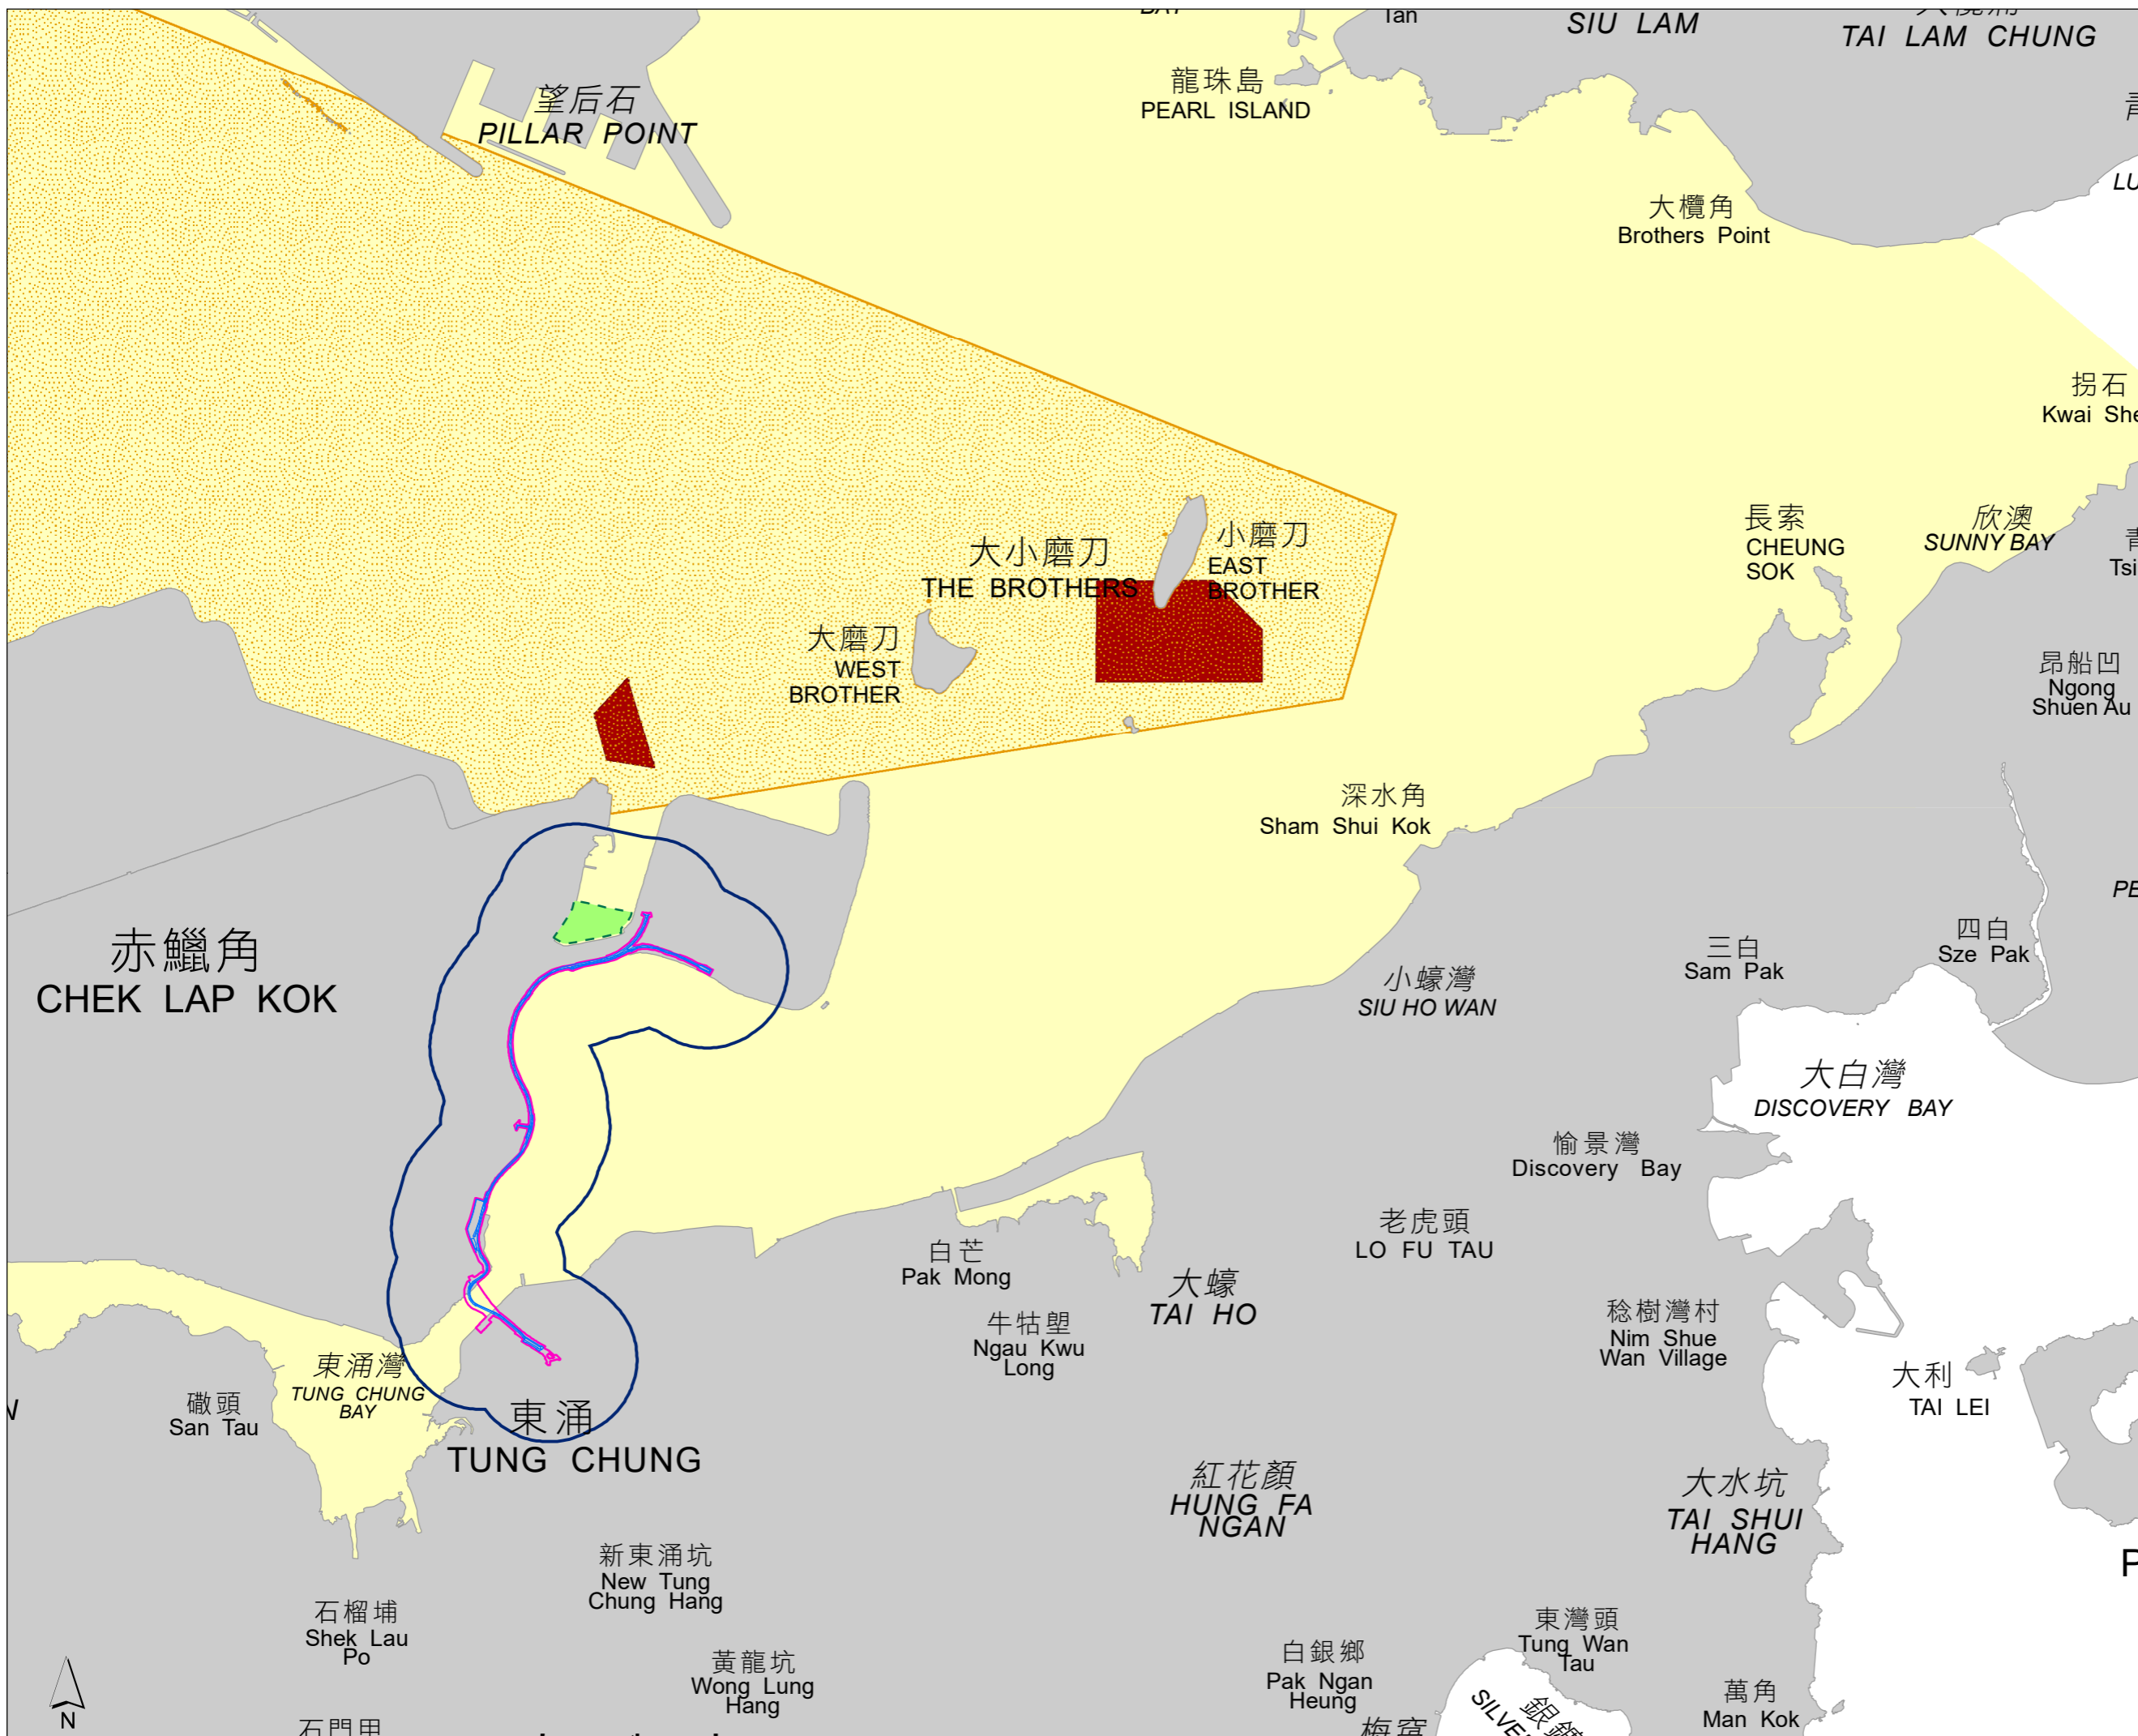 SIU LAM
TAI LAM CHUNG
望后石
PILLAR POINT
龍珠島
PEARL ISLAND
大欖角
Brothers Point
拐石
長索
CHEUNG
SOK
欣澳
SUNNY BAY
大小磨刀
THE BROTHERS
小磨刀
EAST
BROTHER
大磨刀
WEST
BROTHER
昂船凹
Ngong
Shuen Au
深水角
Sham Shui Kok
赤鱲角
CHEK LAP KOK
小蠔灣
SIU HO WAN
三白
Sam Pak
四白
Sze Pak
大白灣
DISCOVERY BAY
愉景灣
Discovery Bay
白芒
Pak Mong
老虎頭
LO FU TAU
大蠔
TAI HO
牛牯塱
Ngau Kwu
Long
稔樹灣村
Nim Shue
Wan Village
大利
TAI LEI
東涌灣
TUNG CHUNG
BAY
磡頭
San Tau
東涌
TUNG CHUNG
紅花顏
HUNG FA
NGAN
大水坑
TAI SHUI
HANG
新東涌坑
New Tung
Chung Hang
石榴埔
Shek Lau
Po
黃龍坑
Wong Lung
Hang
東灣頭
Tung Wan
Tau
白銀鄉
Pak Ngan
Heung
萬角
Man Kok
N